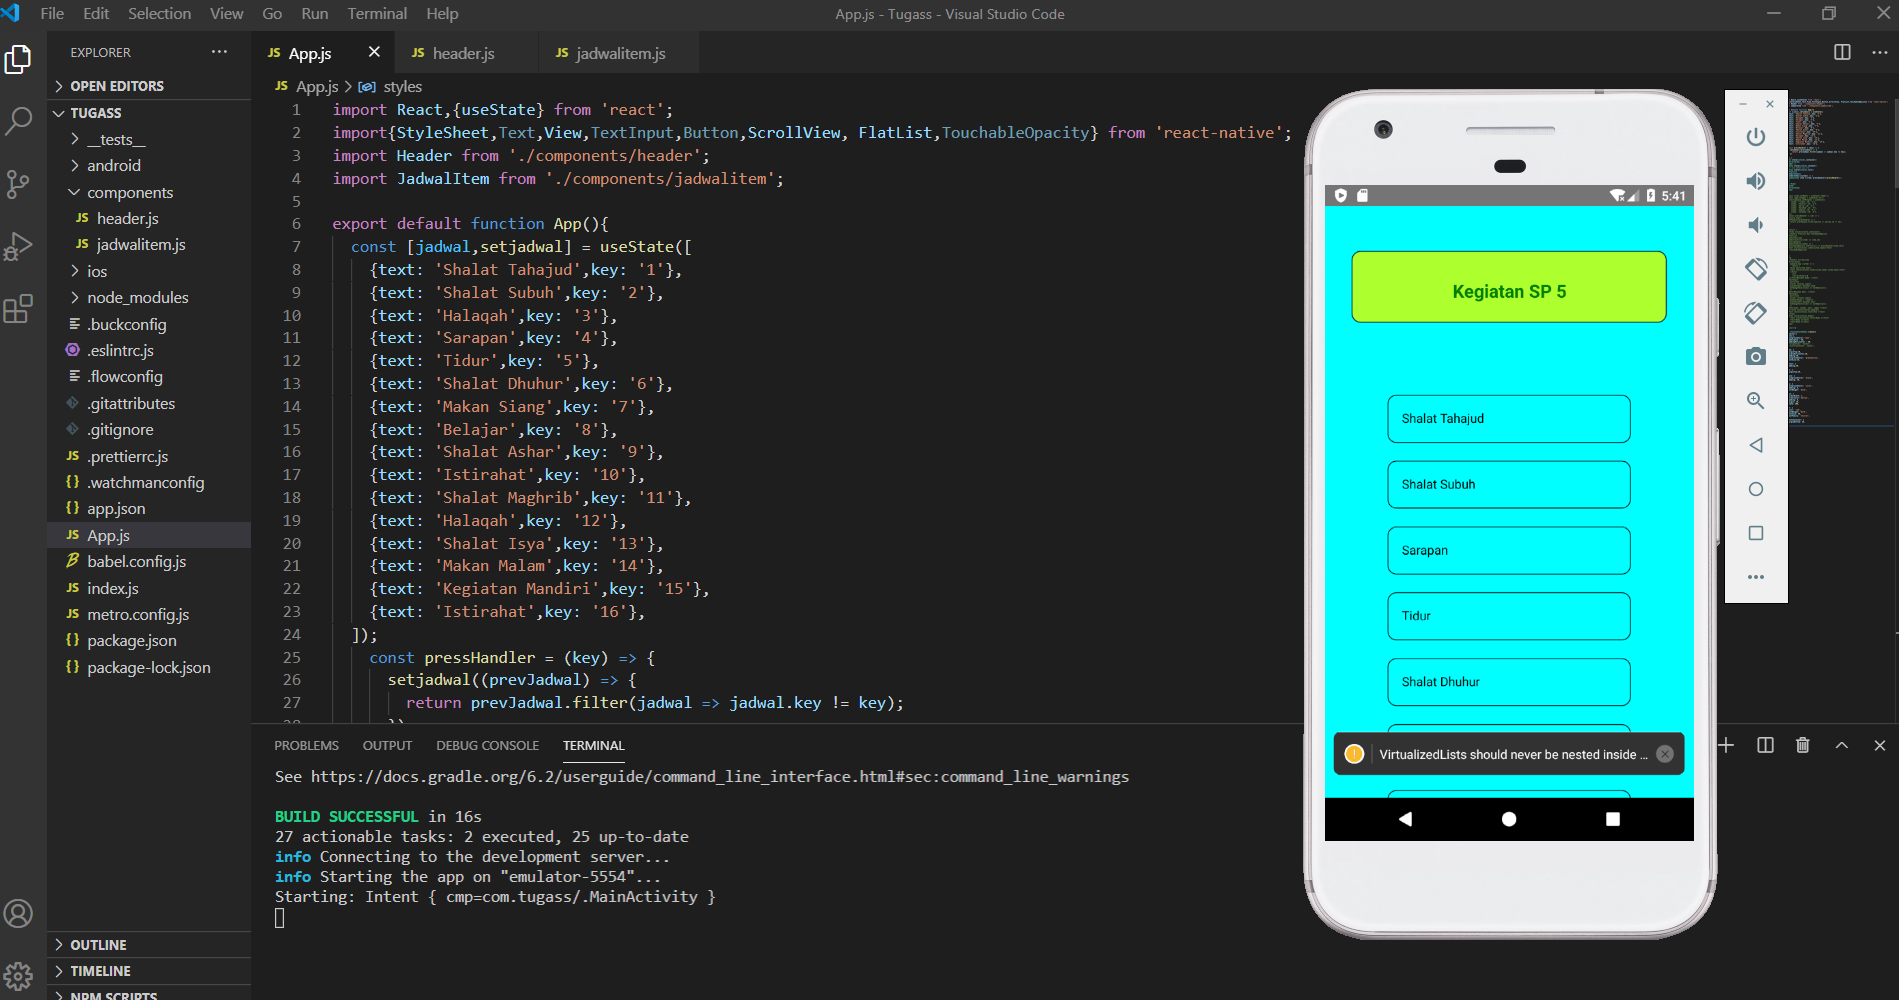 File Edit Selection View Go Run Terminal Help
App.js - Tugass - Visual Studio Code
EXPLORER ···
OPEN EDITORS
TUGASS
__tests__
android
components
JS header.js
JS jadwalitem.js
ios
node_modules
.buckconfig
.eslintrc.js
.flowconfig
.gitattributes
.gitignore
JS .prettierrc.js
{} .watchmanconfig
{} app.json
JS App.js
B babel.config.js
JS index.js
JS metro.config.js
{} package.json
{} package-lock.json
OUTLINE
TIMELINE
NPM SCRIPTS
JS App.js JS header.js JS jadwalitem.js
JS App.js > styles
1 import React,{useState} from 'react';
2 import{StyleSheet,Text,View,TextInput,Button,ScrollView, FlatList,TouchableOpacity} from 'react-native';
3 import Header from './components/header';
4 import JadwalItem from './components/jadwalitem';
5
6 export default function App(){
7 const [jadwal,setjadwal] = useState([
8 {text: 'Shalat Tahajud',key: '1'},
9 {text: 'Shalat Subuh',key: '2'},
10 {text: 'Halaqah',key: '3'},
11 {text: 'Sarapan',key: '4'},
12 {text: 'Tidur',key: '5'},
13 {text: 'Shalat Dhuhur',key: '6'},
14 {text: 'Makan Siang',key: '7'},
15 {text: 'Belajar',key: '8'},
16 {text: 'Shalat Ashar',key: '9'},
17 {text: 'Istirahat',key: '10'},
18 {text: 'Shalat Maghrib',key: '11'},
19 {text: 'Halaqah',key: '12'},
20 {text: 'Shalat Isya',key: '13'},
21 {text: 'Makan Malam',key: '14'},
22 {text: 'Kegiatan Mandiri',key: '15'},
23 {text: 'Istirahat',key: '16'},
24 ]);
25 const pressHandler = (key) => {
26 setjadwal((prevJadwal) => {
27 return prevJadwal.filter(jadwal => jadwal.key != key);
PROBLEMS OUTPUT DEBUG CONSOLE TERMINAL
See https://docs.gradle.org/6.2/userguide/command_line_interface.html#sec:command_line_warnings
BUILD SUCCESSFUL in 16s
27 actionable tasks: 2 executed, 25 up-to-date
info Connecting to the development server...
info Starting the app on "emulator-5554"...
Starting: Intent { cmp=com.tugass/.MainActivity }
5:41
Kegiatan SP 5
Shalat Tahajud
Shalat Subuh
Sarapan
Tidur
Shalat Dhuhur
VirtualizedLists should never be nested inside ...